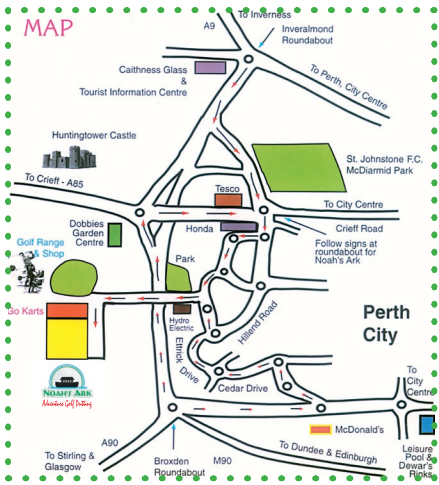 MAP
A9
To Inverness
Inveralmond
Roundabout
Caithness Glass
&
Tourist Information Centre
To Perth, City Centre
Huntingtower Castle
St. Johnstone F.C.
McDiarmid Park
To Crieff - A85
Tesco
To City Centre
Dobbies
Garden
Centre
Honda
Crieff Road
Follow signs at
roundabout for
Noah's Ark
Golf Range
& Shop
Park
Go Karts
Hydro
Electric
Hillend Road
Perth
City
Ettrick
Drive
NOAH'S ARK
Adventure Golf Putting
Cedar Drive
To
City
Centre
McDonald's
A90
To Stirling &
Glasgow
Broxden
Roundabout
M90
To Dundee & Edinburgh
Leisure
Pool &
Dewar's
Rinks